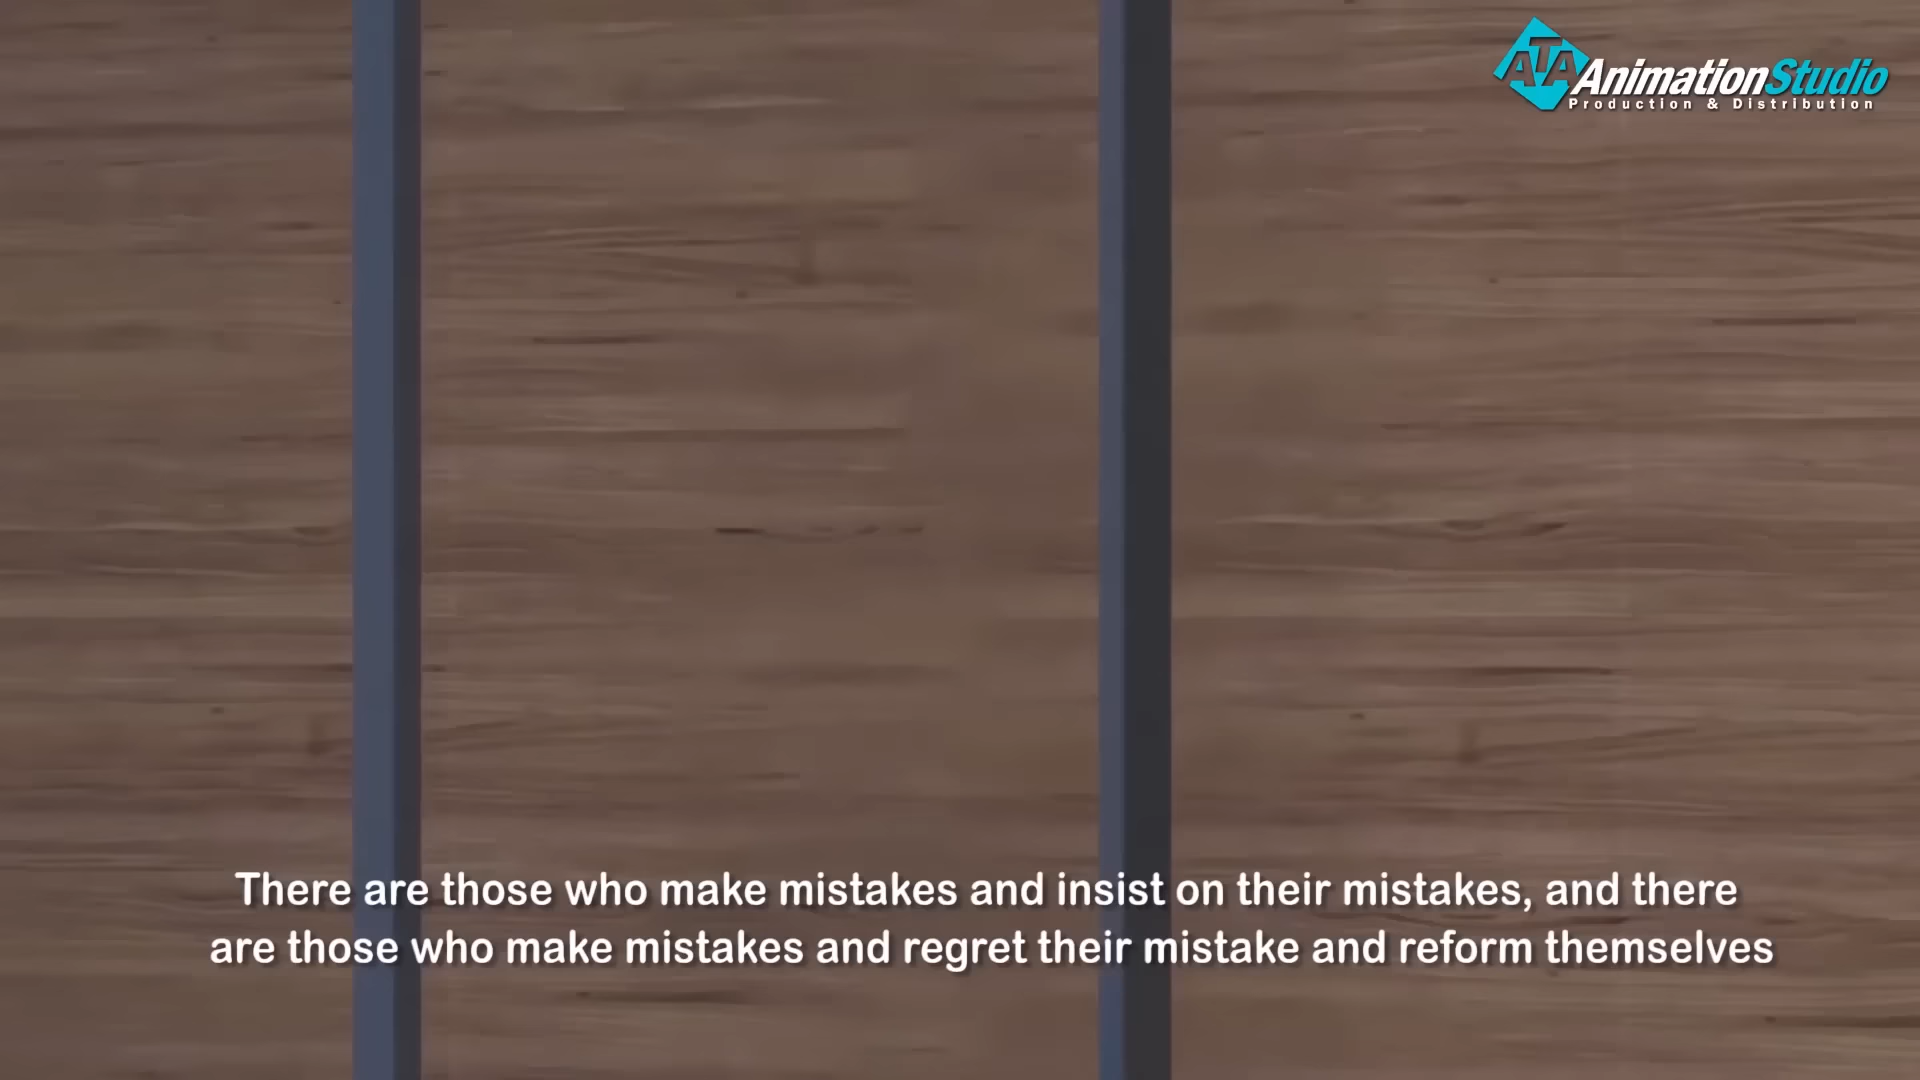 ATA AnimationStudio
Production & Distribution
There are those who make mistakes and insist on their mistakes, and there
are those who make mistakes and regret their mistake and reform themselves